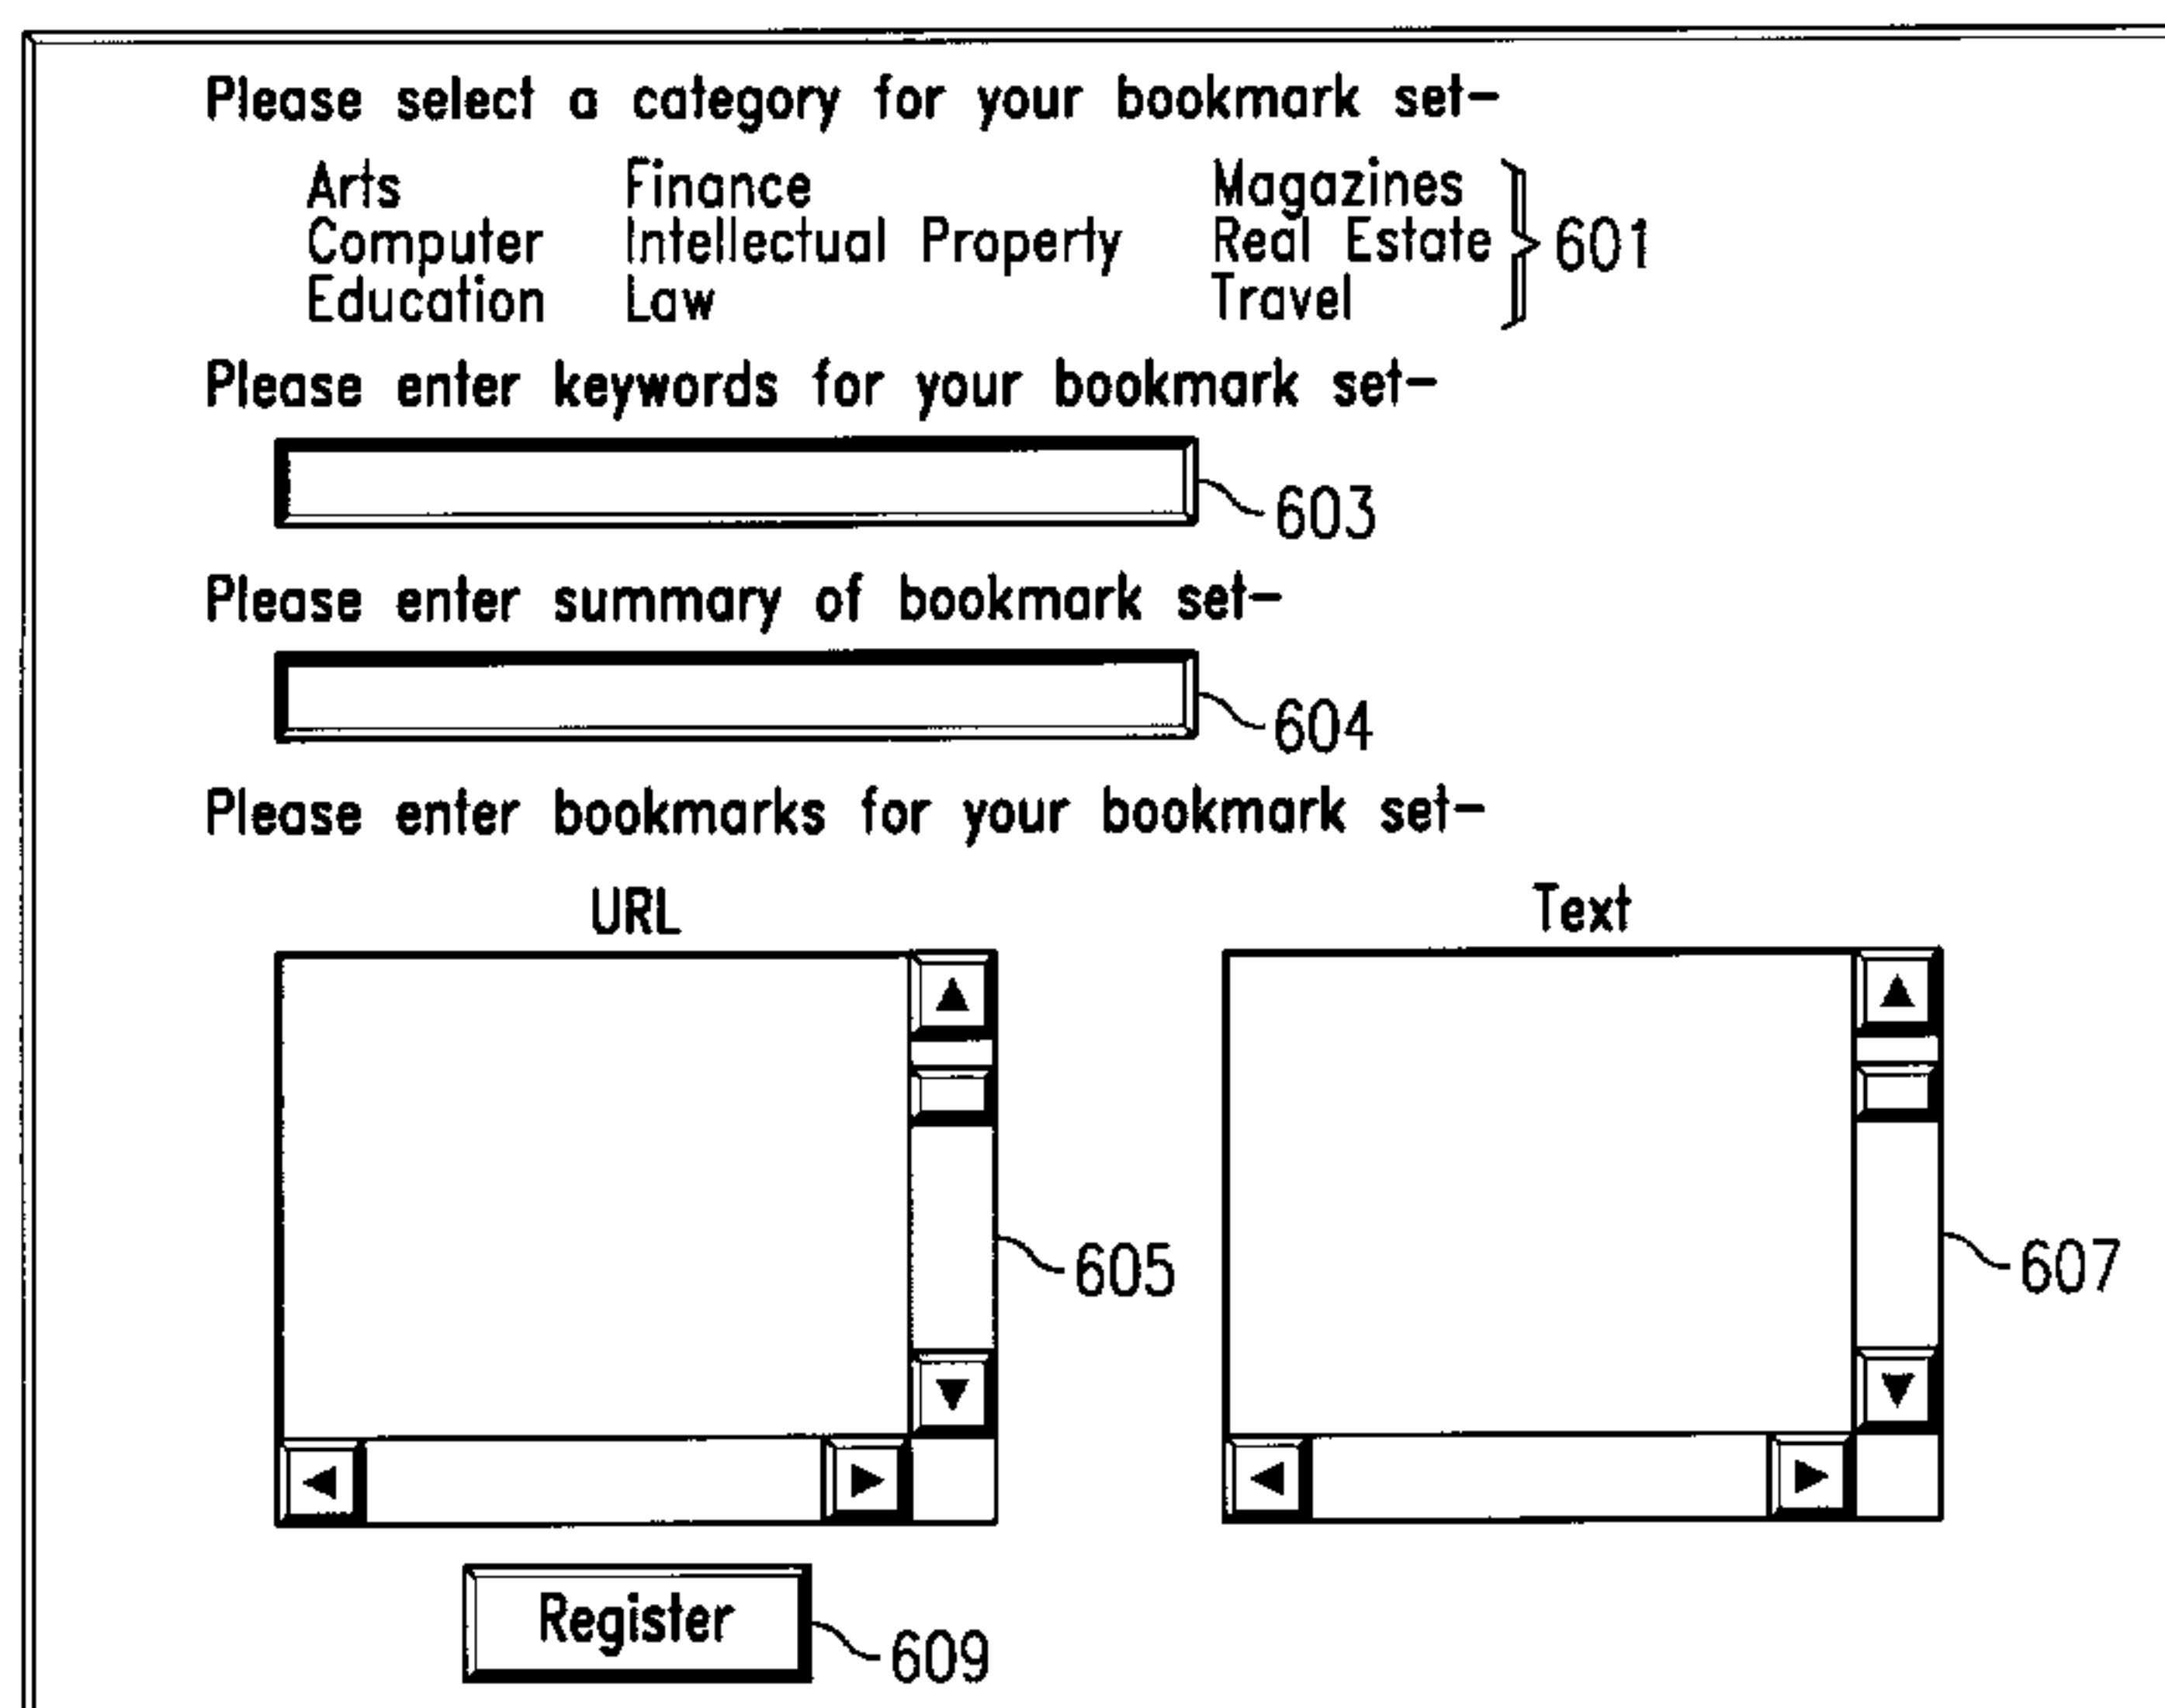 Please select a category for your bookmark set-
Arts Finance Magazines
Computer Intellectual Property Real Estate 601
Education Law Travel
Please enter keywords for your bookmark set-
603
Please enter summary of bookmark set-
604
Please enter bookmarks for your bookmark set-
URL Text
605 607
Register
609